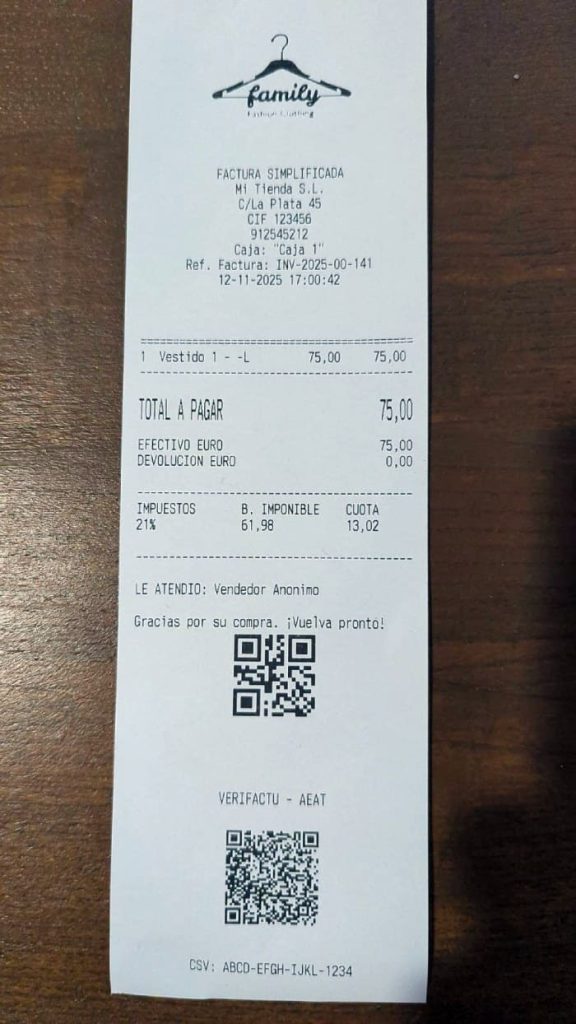 family
Fashion Clothing
FACTURA SIMPLIFICADA
Mi Tienda S.L.
C/La Plata 45
CIF 123456
912545212
Caja: "Caja 1"
Ref. Factura: INV-2025-00-141
12-11-2025 17:00:42
1 Vestido 1 - -L 75,00 75,00
TOTAL A PAGAR 75,00
EFECTIVO EURO 75,00
DEVOLUCION EURO 0,00
IMPUESTOS B. IMPONIBLE CUOTA
21% 61,98 13,02
LE ATENDIO: Vendedor Anonimo
Gracias por su compra. ¡Vuelva pronto!
VERIFACTU - AEAT
CSV: ABCD-EFGH-IJKL-1234